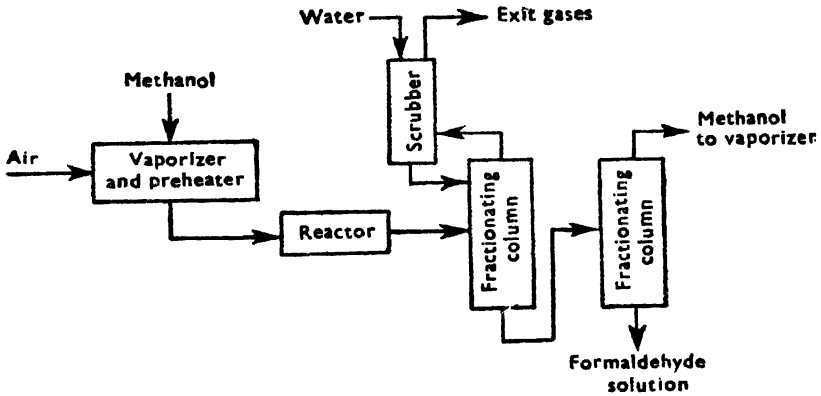 Water
Exit gases
Methanol
Scrubber
Methanol
to vaporizer
Air
Vaporizer
and preheater
Fractionating
column
Fractionating
column
Reactor
Formaldehyde
solution